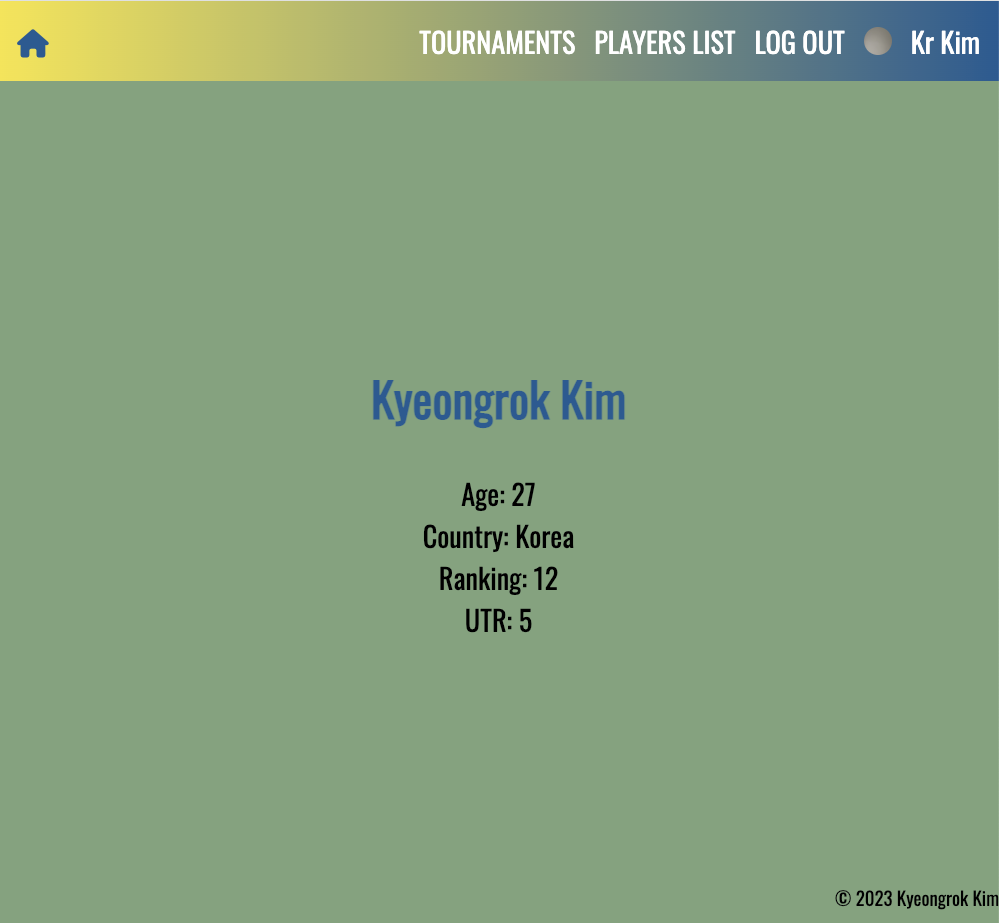 TOURNAMENTS PLAYERS LIST LOG OUT Kr Kim
Kyeongrok Kim
Age: 27
Country: Korea
Ranking: 12
UTR: 5
© 2023 Kyeongrok Kim